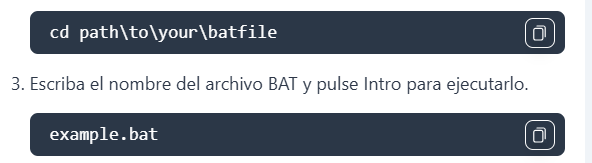 cd path\to\your\batfile
3. Escriba el nombre del archivo BAT y pulse Intro para ejecutarlo.
example.bat